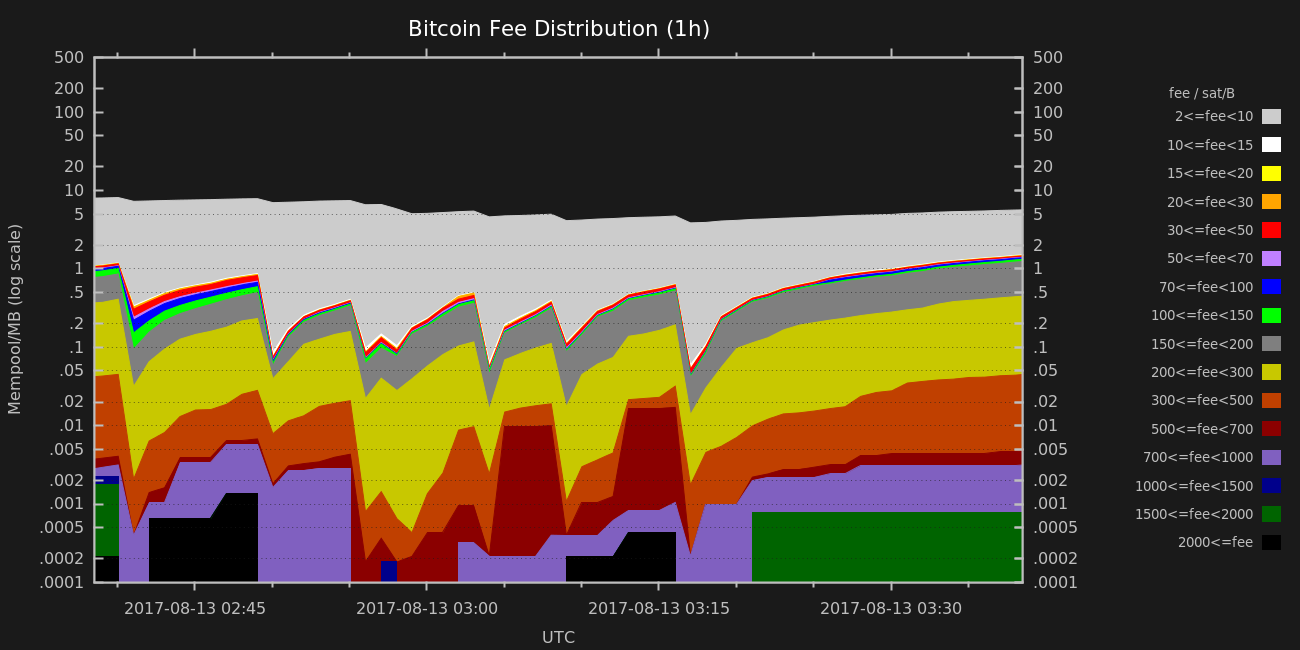 Bitcoin Fee Distribution (1h)
Mempool/MB (log scale)
500
200
100
50
20
10
5
2
1
.5
.2
.1
.05
.02
.01
.005
.002
.001
.0005
.0002
.0001
500
200
100
50
20
10
5
2
1
.5
.2
.1
.05
.02
.01
.005
.002
.001
.0005
.0002
.0001
2017-08-13 02:45
2017-08-13 03:00
2017-08-13 03:15
2017-08-13 03:30
UTC
fee / sat/B
2<=fee<10
10<=fee<15
15<=fee<20
20<=fee<30
30<=fee<50
50<=fee<70
70<=fee<100
100<=fee<150
150<=fee<200
200<=fee<300
300<=fee<500
500<=fee<700
700<=fee<1000
1000<=fee<1500
1500<=fee<2000
2000<=fee